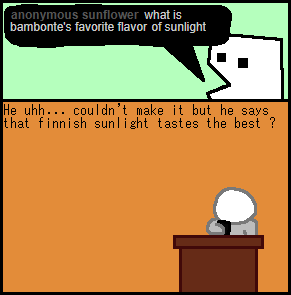 anonymous sunflower what is
bambonte's favorite flavor of sunlight
He uhh... couldn't make it but he says
that finnish sunlight tastes the best ?